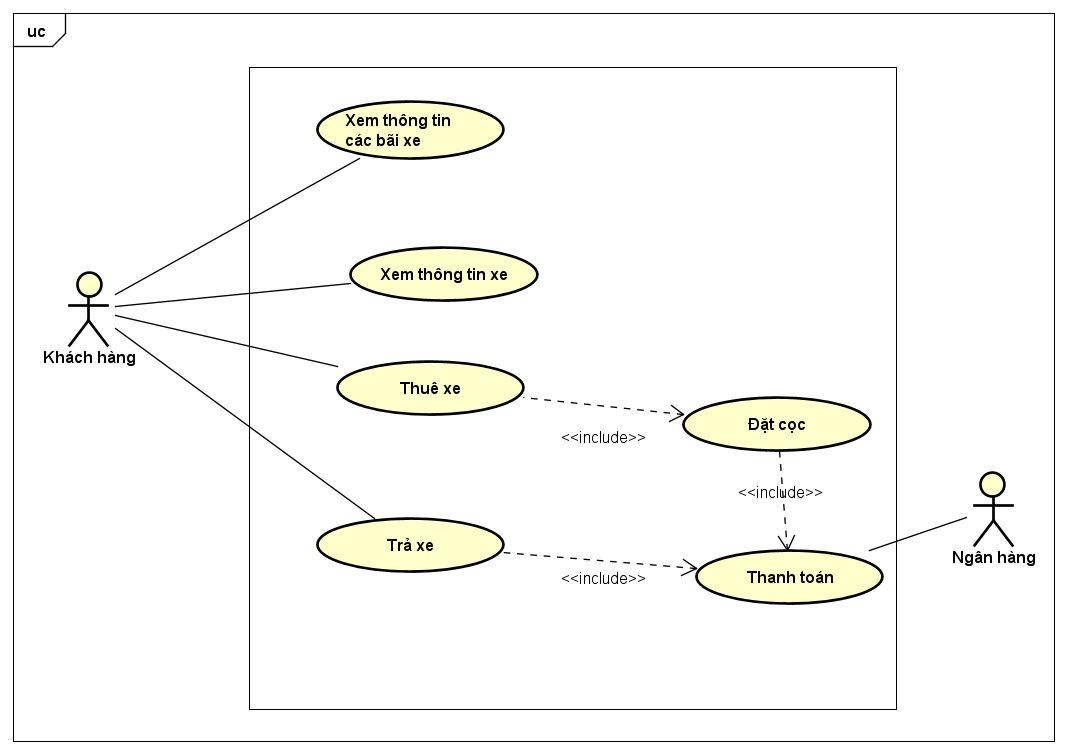 uc
Xem thông tin
các bãi xe
Xem thông tin xe
Khách hàng
Thuê xe
Đặt cọc
<<include>>
<<include>>
Trả xe
Ngân hàng
<<include>>
Thanh toán